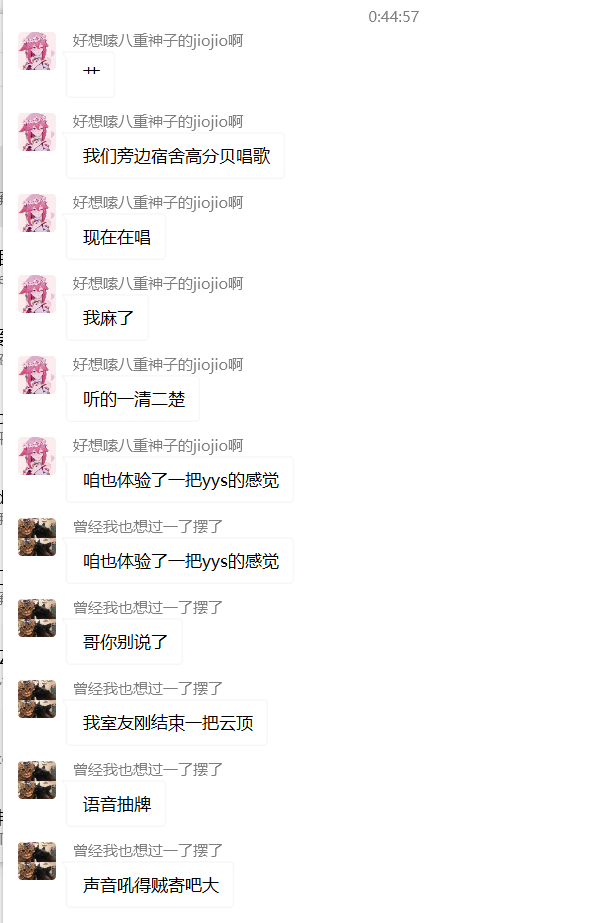 0:44:57
好想嗦八重神子的jiojio啊
艹
好想嗦八重神子的jiojio啊
我们旁边宿舍高分贝唱歌
好想嗦八重神子的jiojio啊
现在在唱
好想嗦八重神子的jiojio啊
我麻了
好想嗦八重神子的jiojio啊
听的一清二楚
好想嗦八重神子的jiojio啊
咱也体验了一把yys的感觉
曾经我也想过一了摆了
咱也体验了一把yys的感觉
曾经我也想过一了摆了
哥你别说了
曾经我也想过一了摆了
我室友刚结束一把云顶
曾经我也想过一了摆了
语音抽牌
曾经我也想过一了摆了
声音吼得贼寄吧大